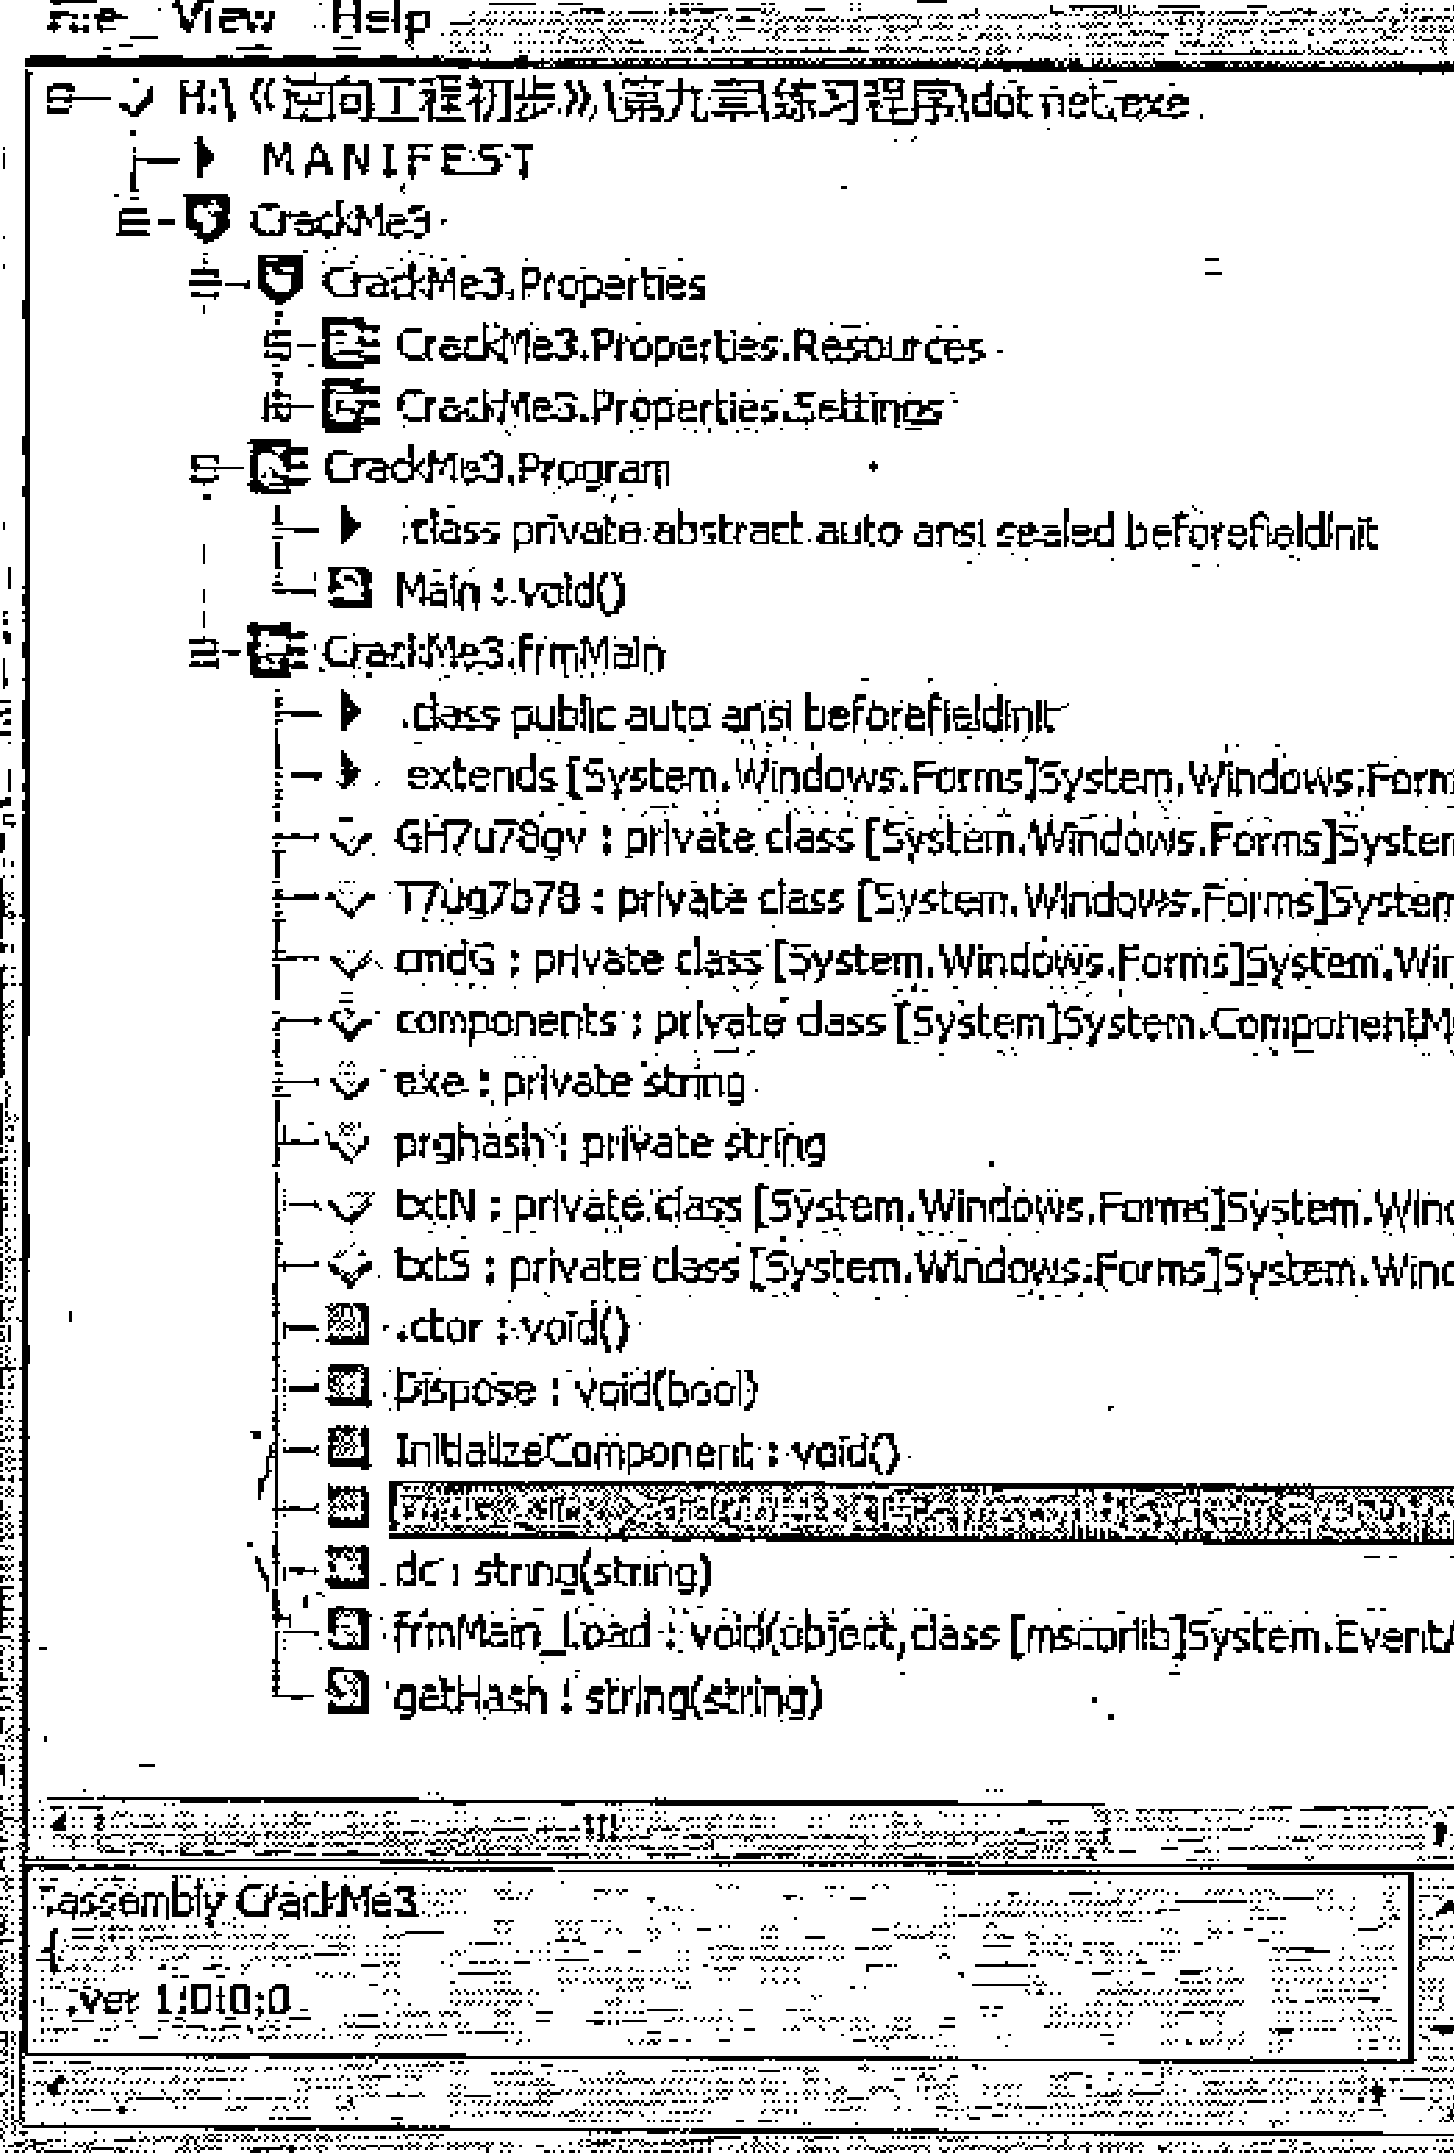 File View Help
H:\《逆向工程初步》\第九章\练习程序\dotnet.exe
MANIFEST
CrackMe3
CrackMe3.Properties
CrackMe3.Properties.Resources
CrackMe3.Properties.Settings
CrackMe3.Program
.class private abstract auto ansi sealed beforefieldinit
Main : void()
CrackMe3.frmMain
.class public auto ansi beforefieldinit
extends [System.Windows.Forms]System.Windows.Form
GH7u78gv : private class [System.Windows.Forms]System
T7ug7b78 : private class [System.Windows.Forms]System
cmdG : private class [System.Windows.Forms]System.Win
components : private class [System]System.ComponentM
exe : private string
prghash : private string
txtN : private class [System.Windows.Forms]System.Wind
txtS : private class [System.Windows.Forms]System.Wind
.ctor : void()
Dispose : void(bool)
InitializeComponent : void()
dc : string(string)
frmMain_Load : void(object,class [mscorlib]System.EventA
getHash : string(string)
.assembly CrackMe3
{
.ver 1:0:0:0